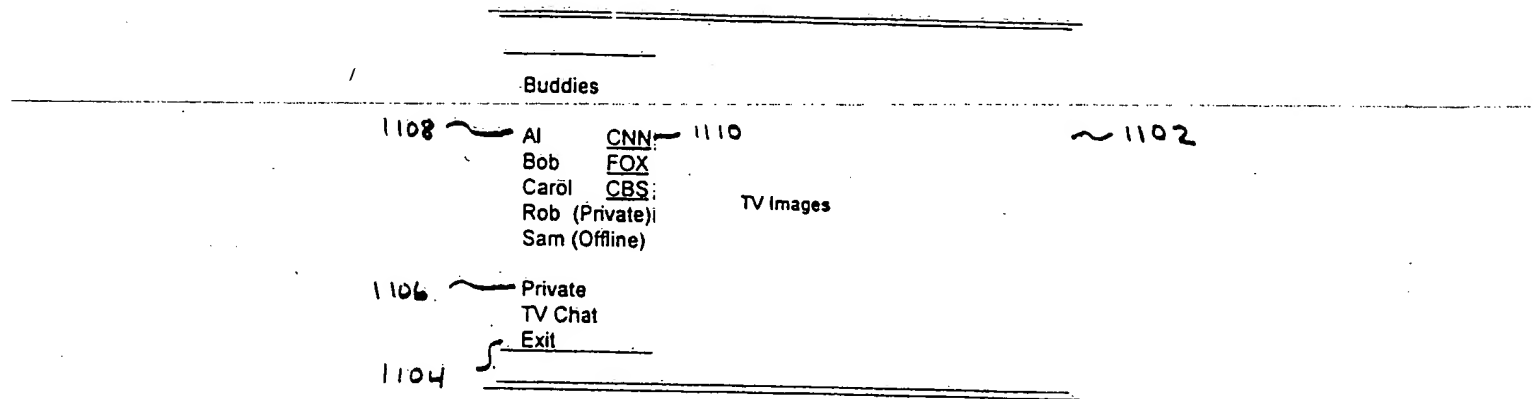 Buddies
1108 Al CNN 1110 1102
Bob FOX
Carol CBS
TV Images
Rob (Private)
Sam (Offline)
1106 Private
TV Chat
Exit
1104